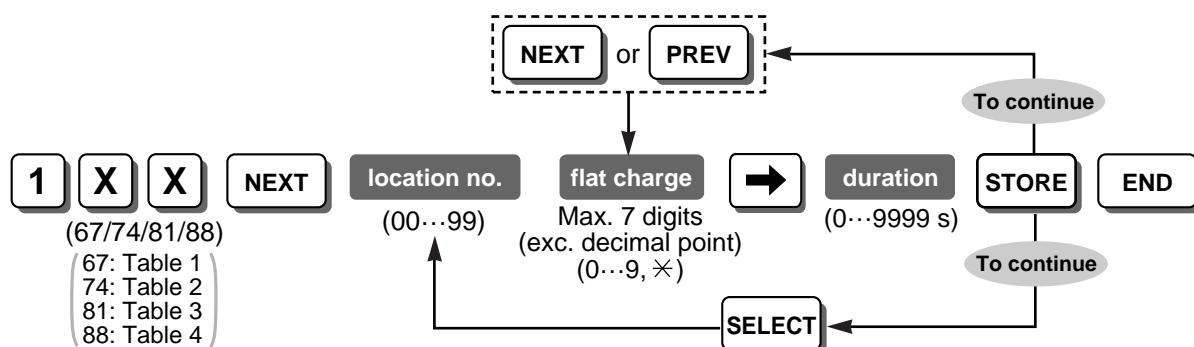 NEXT or PREV
To continue
1 X X NEXT location no. flat charge ➡ duration STORE END
(67/74/81/88) (00···99) Max. 7 digits (0···9999 s)
(exc. decimal point)
(0···9, ✳)
67: Table 1
74: Table 2
81: Table 3
88: Table 4
To continue
SELECT